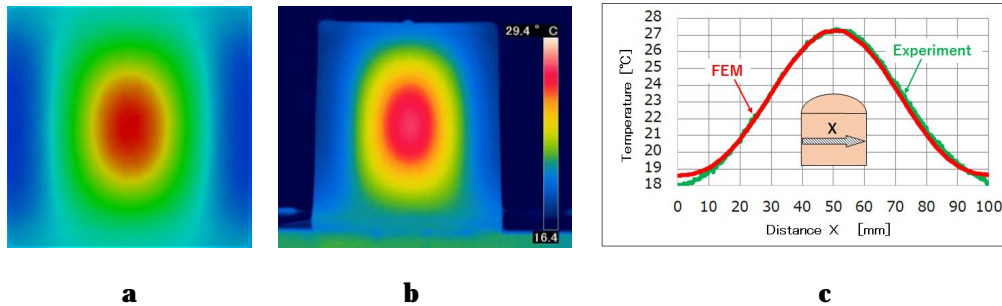 29.4 ° C
16.4
28
27
26
25
24
23
22
21
20
19
18
Temperature [℃]
FEM
Experiment
X
0 10 20 30 40 50 60 70 80 90 100
Distance X [mm]
a b c